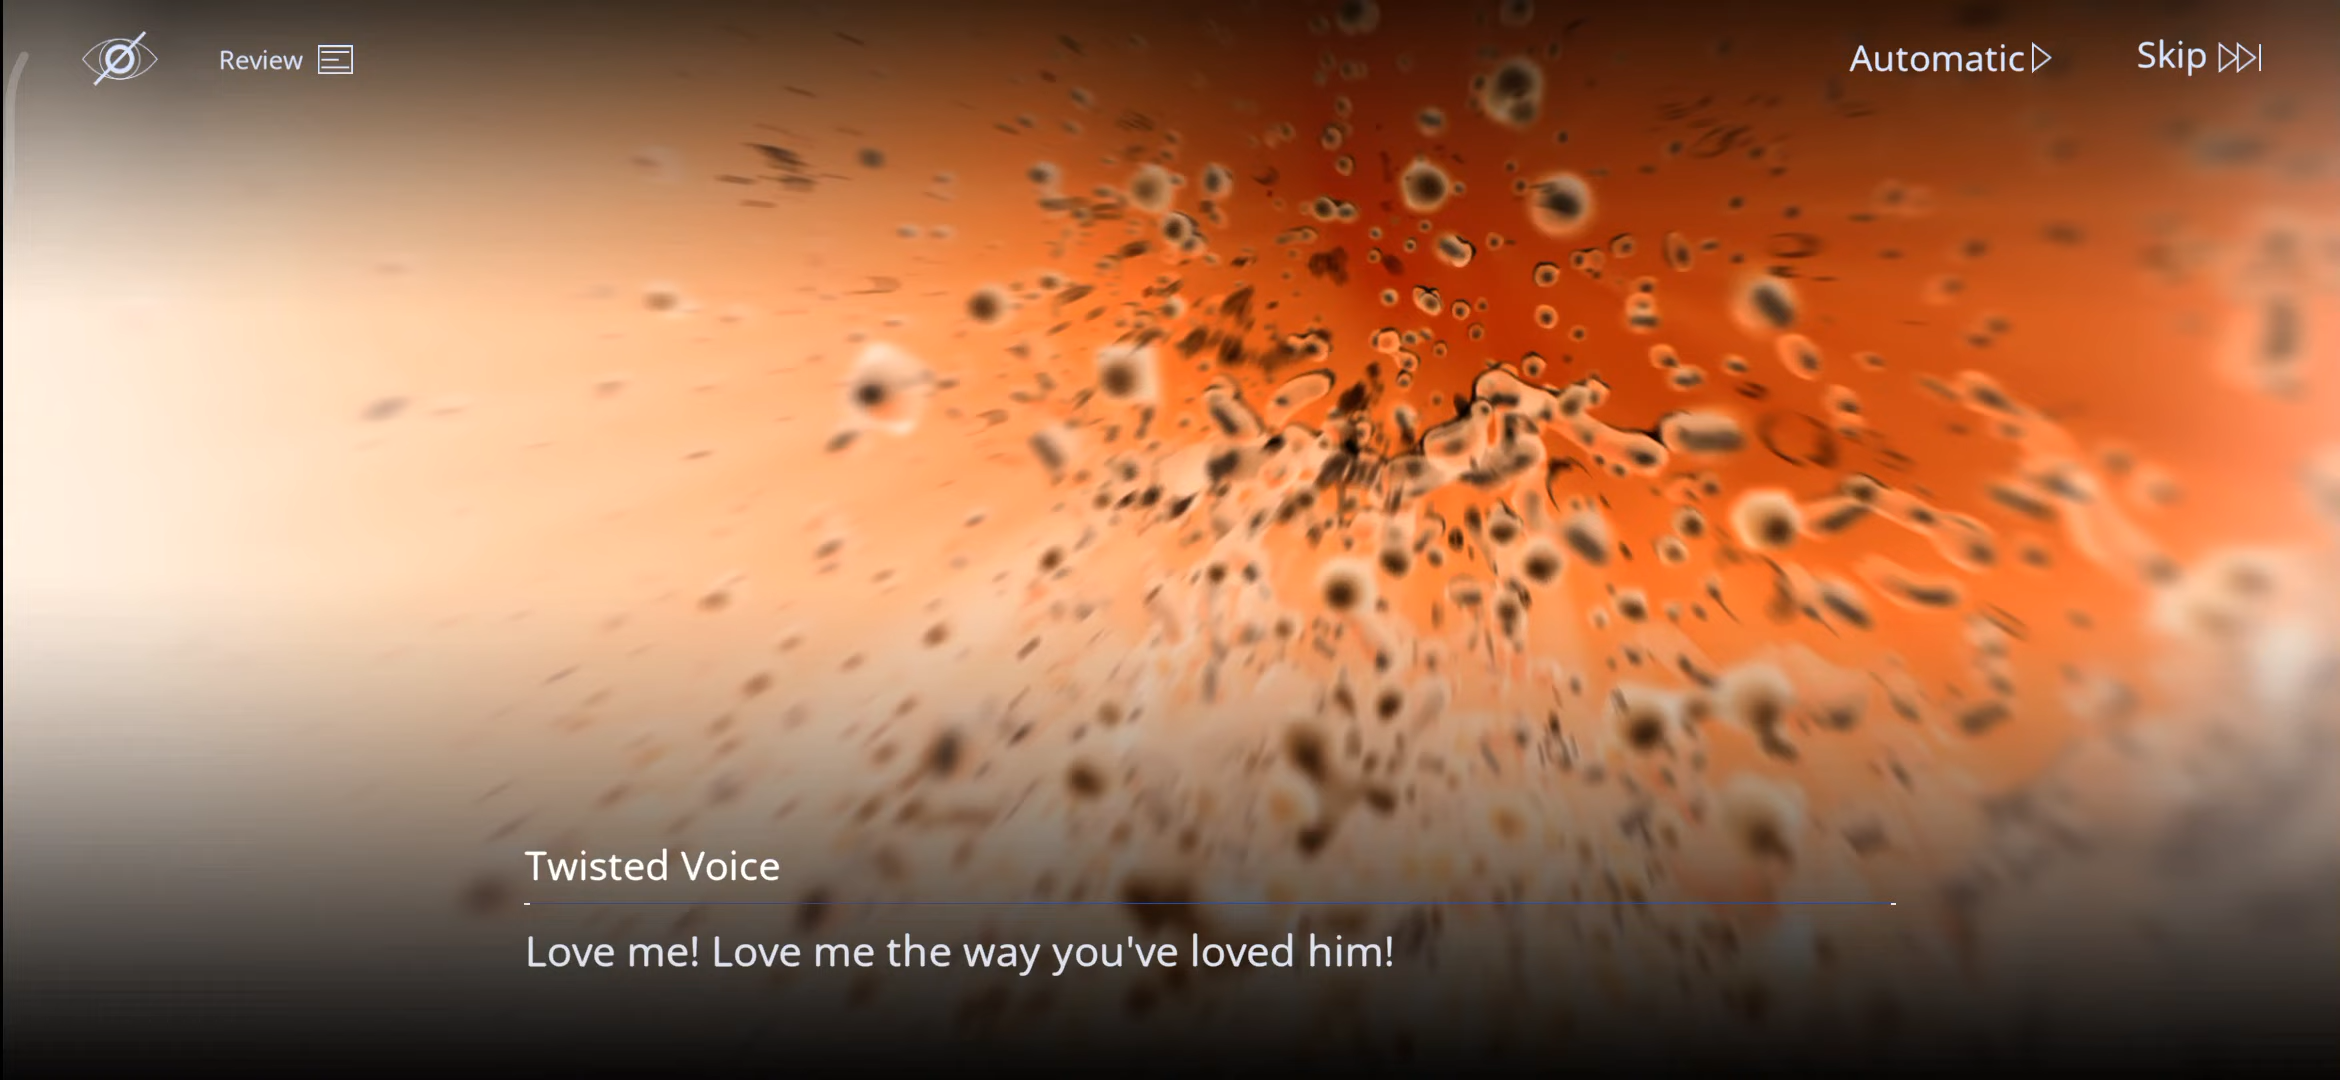 Review
Automatic
Skip
Twisted Voice
Love me! Love me the way you've loved him!